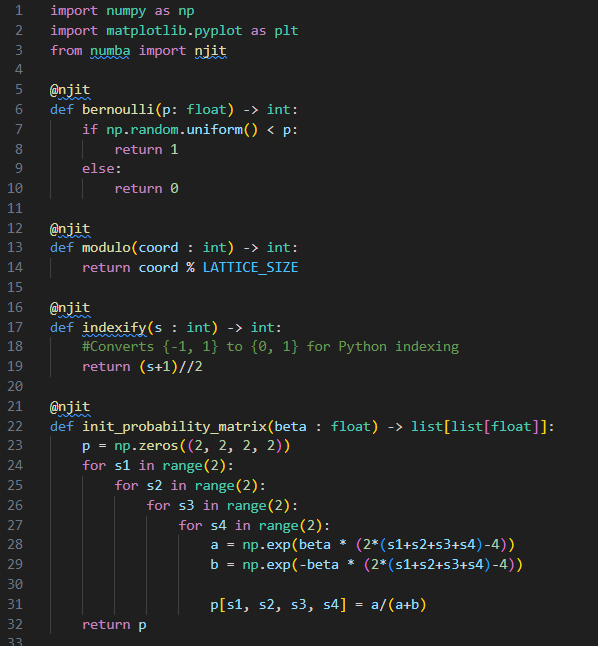 1 import numpy as np
2 import matplotlib.pyplot as plt
3 from numba import njit
4
5 @njit
6 def bernoulli(p: float) -> int:
7     if np.random.uniform() < p:
8         return 1
9     else:
10         return 0
11
12 @njit
13 def modulo(coord : int) -> int:
14     return coord % LATTICE_SIZE
15
16 @njit
17 def indexify(s : int) -> int:
18     #Converts {-1, 1} to {0, 1} for Python indexing
19     return (s+1)//2
20
21 @njit
22 def init_probability_matrix(beta : float) -> list[list[float]]:
23     p = np.zeros((2, 2, 2, 2))
24     for s1 in range(2):
25         for s2 in range(2):
26             for s3 in range(2):
27                 for s4 in range(2):
28                     a = np.exp(beta * (2*(s1+s2+s3+s4)-4))
29                     b = np.exp(-beta * (2*(s1+s2+s3+s4)-4))
30
31                     p[s1, s2, s3, s4] = a/(a+b)
32     return p
33